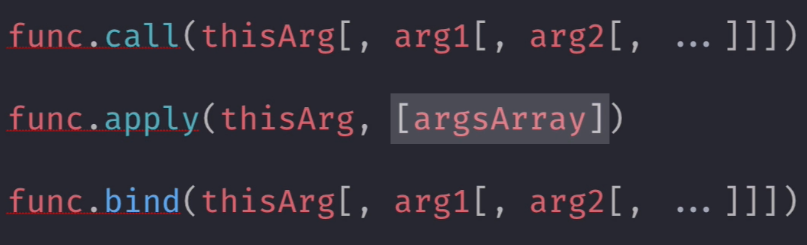 func.call(thisArg[, arg1[, arg2[, ...]]])
func.apply(thisArg, [argsArray])
func.bind(thisArg[, arg1[, arg2[, ...]]])